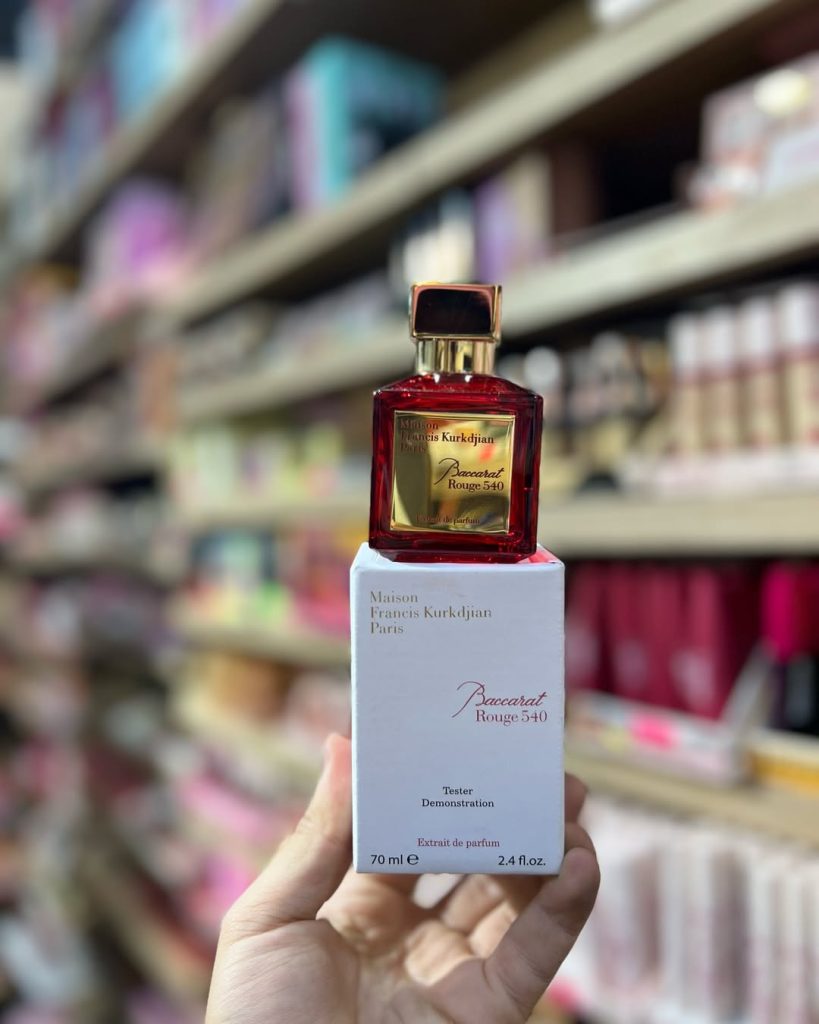 Maison
Francis Kurkdjian
Paris
Baccarat
Rouge 540
Extrait de parfum
Maison
Francis Kurkdjian
Paris
Baccarat
Rouge 540
Tester
Demonstration
Extrait de parfum
70 ml ℮
2.4 fl.oz.